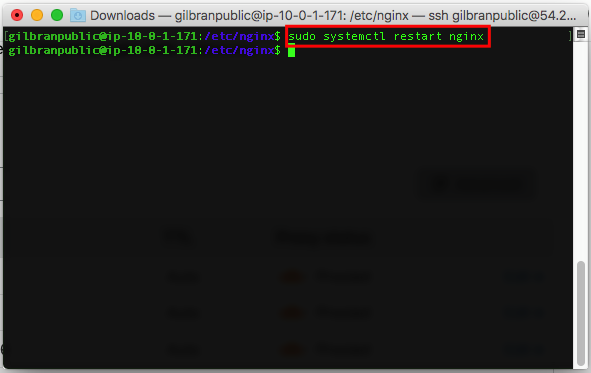 Downloads — gilbranpublic@ip-10-0-1-171: /etc/nginx — ssh gilbranpublic@54.2...
[gilbranpublic@ip-10-0-1-171:/etc/nginx$ sudo systemctl restart nginx ]
gilbranpublic@ip-10-0-1-171:/etc/nginx$